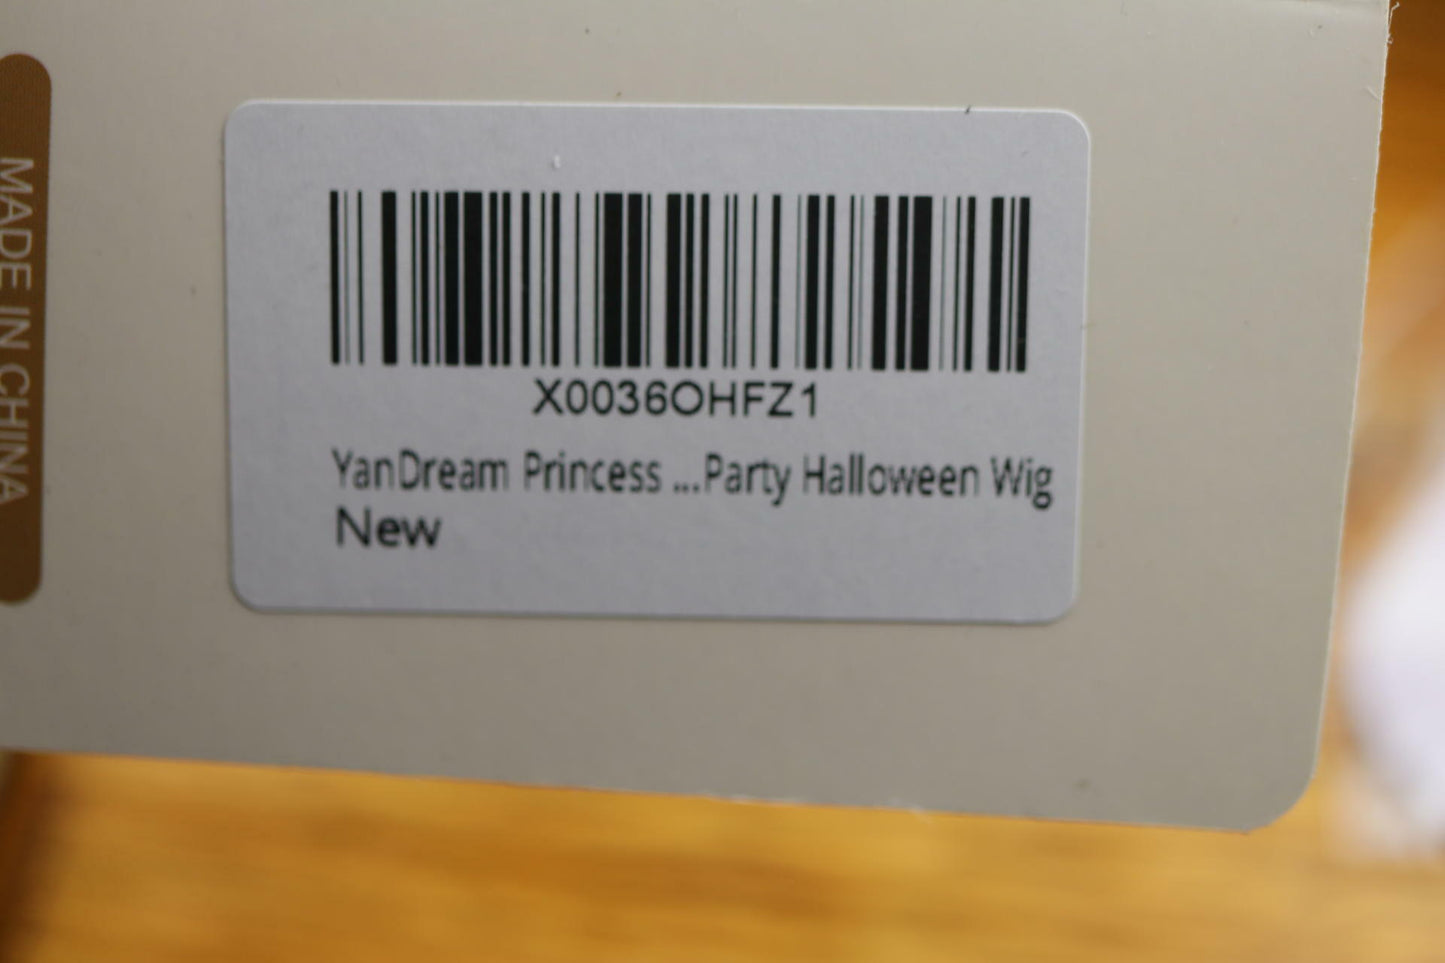 MADE IN CHINA
X0036OHFZ1
YanDream Princess ...Party Halloween Wig
New